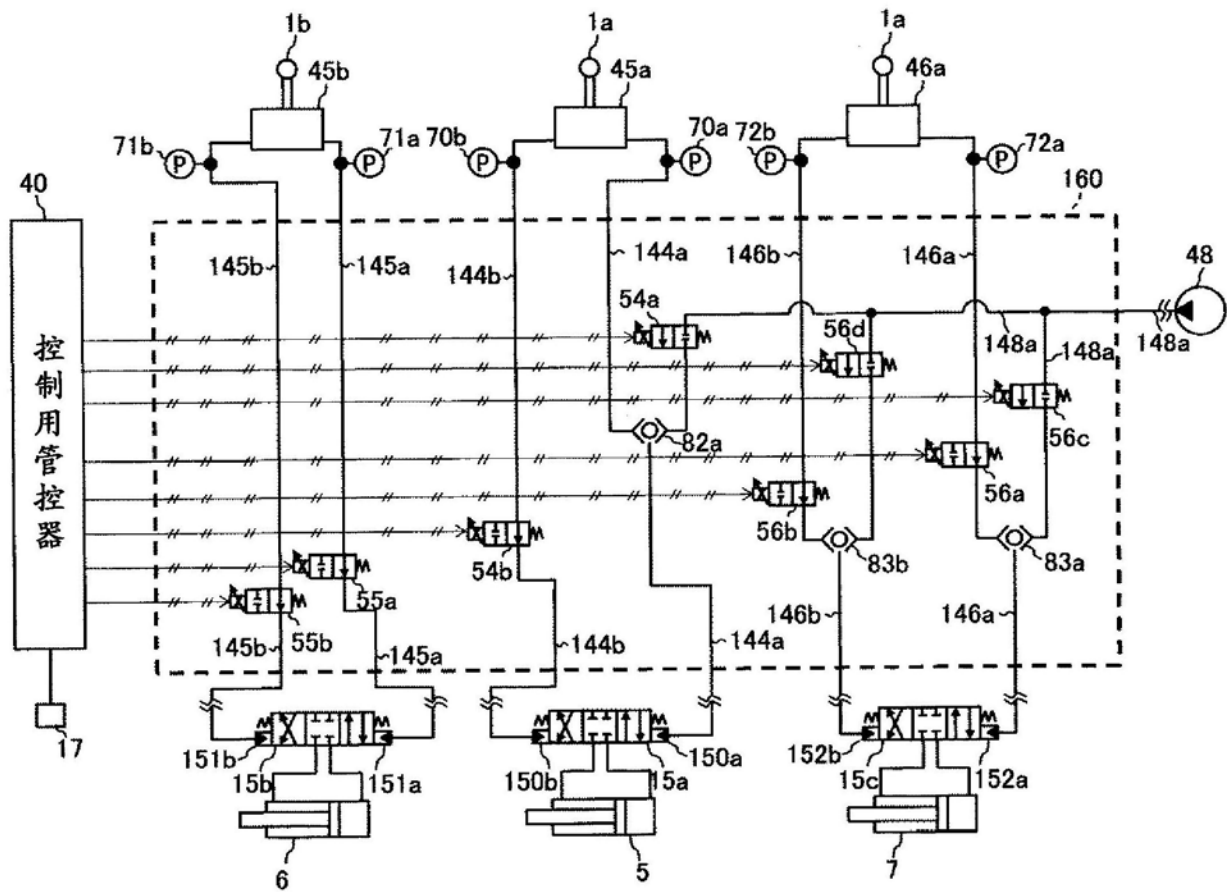 1b 1a 1a
45b 45a 46a
71b P P 71a 70b P P 70a 72b P P 72a
40 160
145b 145a 144b 144a 146b 146a 48
54a 56d 148a 148a 148a
控制用管控器
82a 56c
56a
56b
54b 83b 83a
55a
55b 146b 146a
145b 145a 144b 144a
17 151b 15b 151a 150b 15a 150a 152b 15c 152a
6 5 7